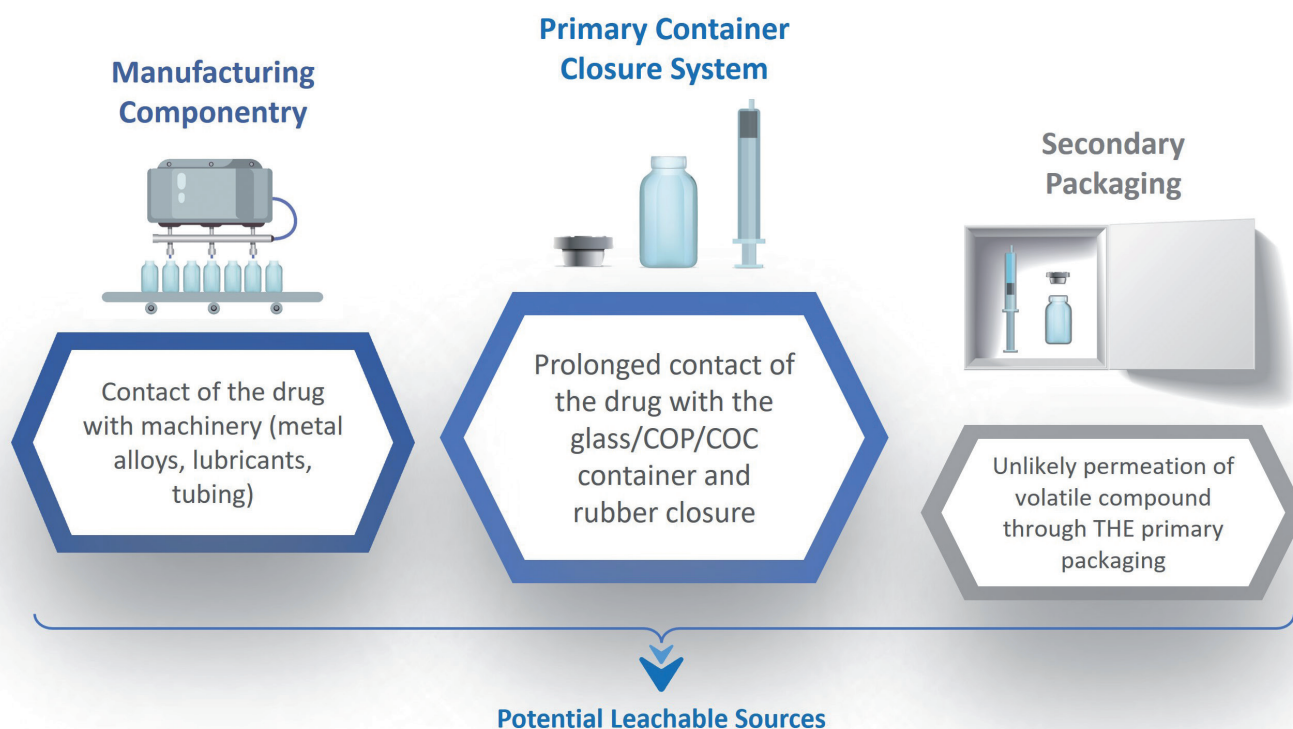 Manufacturing
Componentry
Contact of the drug
with machinery (metal
alloys, lubricants,
tubing)
Primary Container
Closure System
Prolonged contact of
the drug with the
glass/COP/COC
container and
rubber closure
Secondary
Packaging
Unlikely permeation of
volatile compound
through THE primary
packaging
Potential Leachable Sources